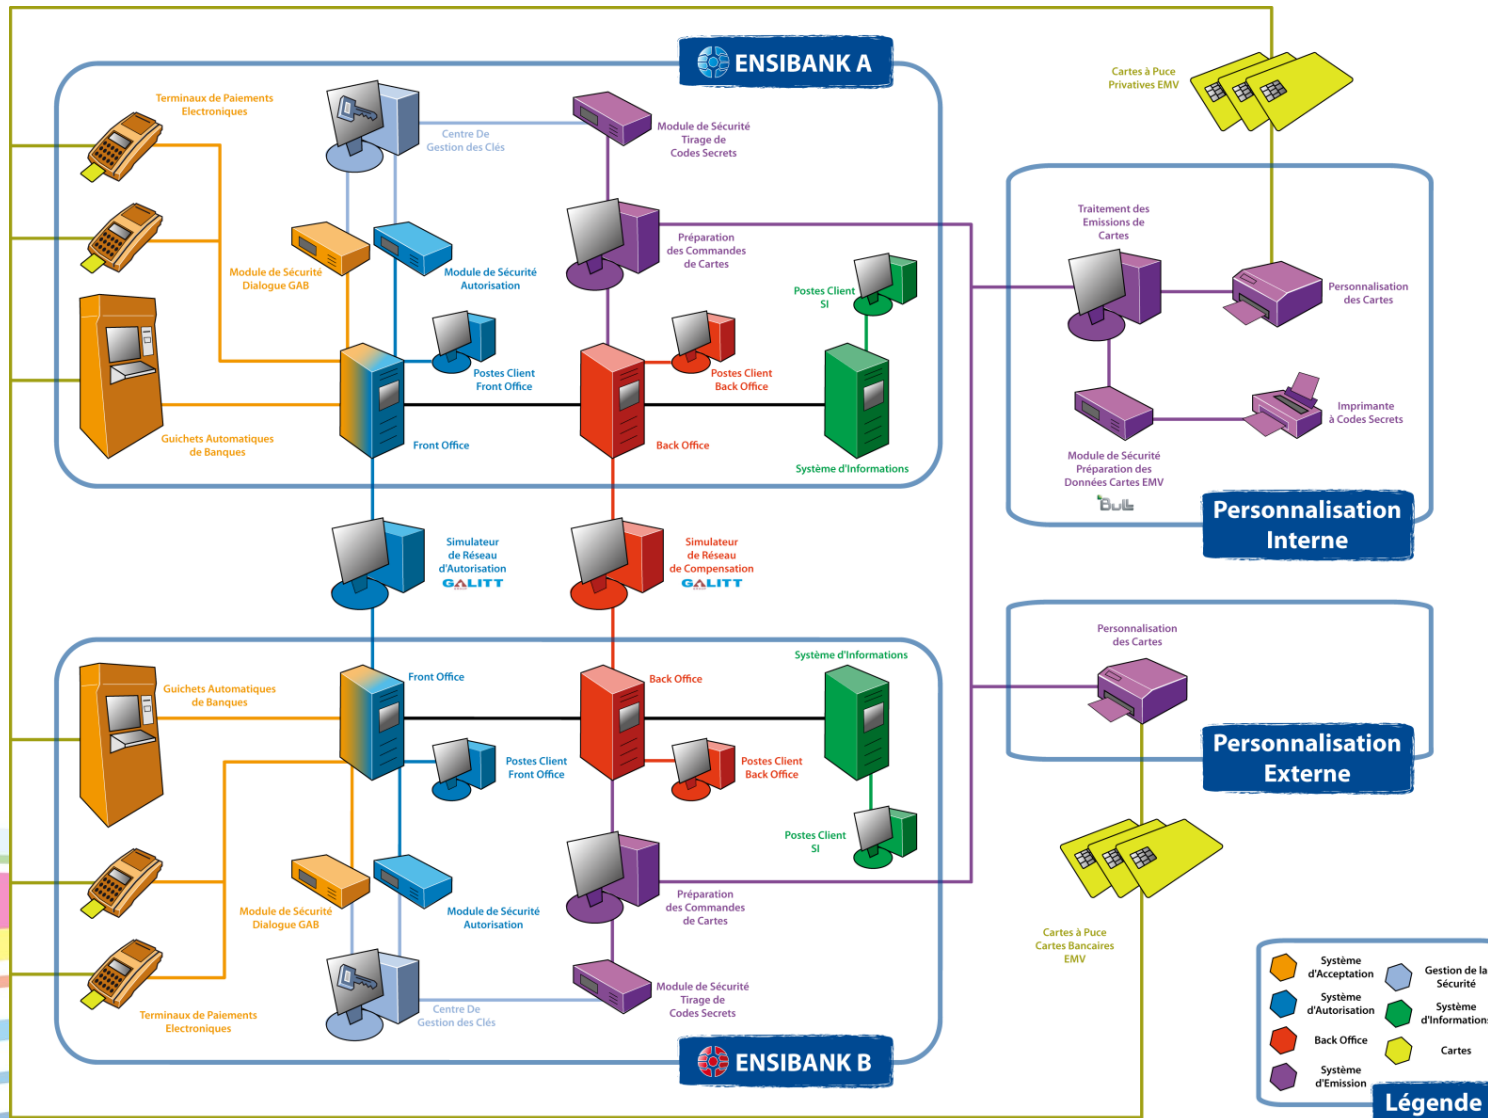 ENSIBANK A
Terminaux de Paiements
Electroniques
Centre De
Gestion des Clés
Module de Sécurité
Tirage de
Codes Secrets
Module de Sécurité
Dialogue GAB
Module de Sécurité
Autorisation
Préparation
des Commandes
de Cartes
Postes Client
SI
Postes Client
Front Office
Postes Client
Back Office
Guichets Automatiques
de Banques
Front Office
Back Office
Système d'Informations
Cartes à Puce
Privatives EMV
Traitement des
Emissions de
Cartes
Personnalisation
des Cartes
Imprimante
à Codes Secrets
Module de Sécurité
Préparation des
Données Cartes EMV
Bull
Personnalisation
Interne
Simulateur
de Réseau
d'Autorisation
GALITT
Simulateur
de Réseau
de Compensation
GALITT
Personnalisation
des Cartes
Personnalisation
Externe
Guichets Automatiques
de Banques
Front Office
Back Office
Système d'Informations
Postes Client
Front Office
Postes Client
Back Office
Postes Client
SI
Module de Sécurité
Dialogue GAB
Module de Sécurité
Autorisation
Préparation
des Commandes
de Cartes
Terminaux de Paiements
Electroniques
Centre De
Gestion des Clés
Module de Sécurité
Tirage de
Codes Secrets
ENSIBANK B
Cartes à Puce
Cartes Bancaires
EMV
Système
d'Acceptation
Gestion de la
Sécurité
Système
d'Autorisation
Système
d'Informations
Back Office
Cartes
Système
d'Emission
Légende